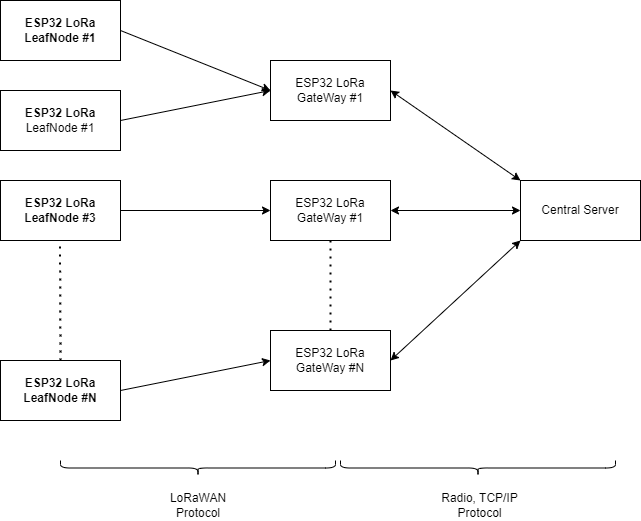 ESP32 LoRa
LeafNode #1
ESP32 LoRa
LeafNode #1
ESP32 LoRa
LeafNode #3
ESP32 LoRa
LeafNode #N
ESP32 LoRa
GateWay #1
ESP32 LoRa
GateWay #1
ESP32 LoRa
GateWay #N
Central Server
LoRaWAN
Protocol
Radio, TCP/IP
Protocol